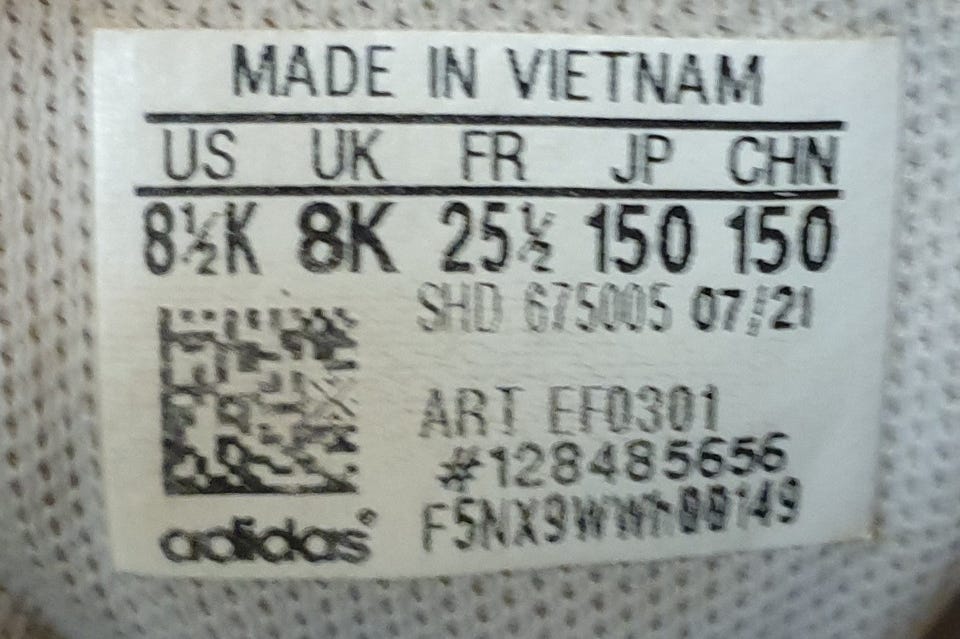 MADE IN VIETNAM
US UK FR JP CHN
8½K 8K 25½ 150 150
SHD 675005 07/21
ART EF0301
#128485656
adidas®